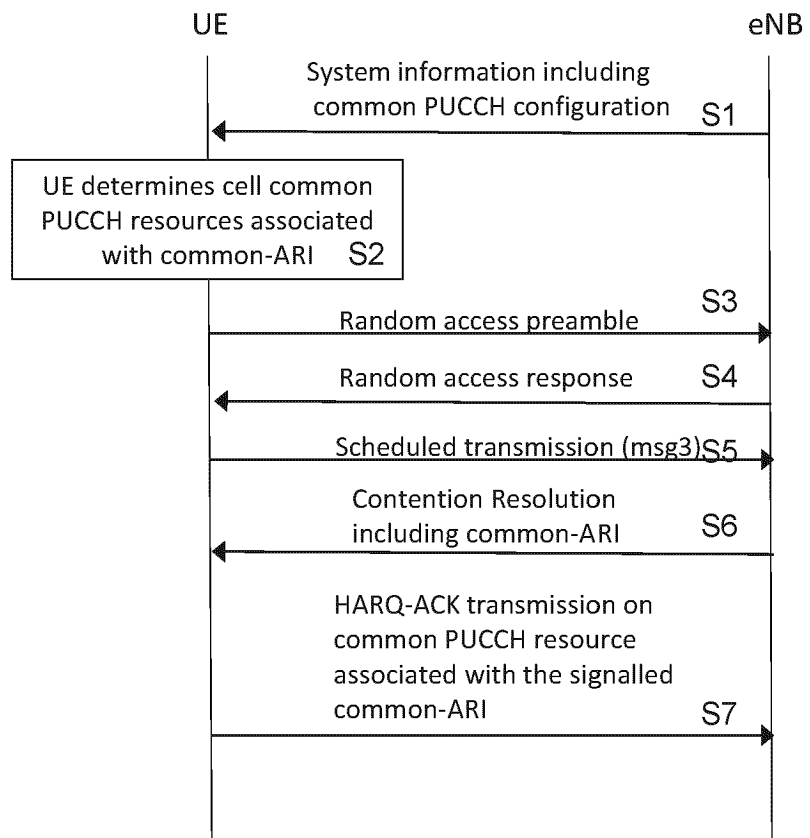 UE
eNB
System information including
common PUCCH configuration
S1
UE determines cell common
PUCCH resources associated
with common-ARI S2
S3
Random access preamble
Random access response
S4
Scheduled transmission (msg3)
S5
Contention Resolution
including common-ARI
S6
HARQ-ACK transmission on
common PUCCH resource
associated with the signalled
common-ARI
S7